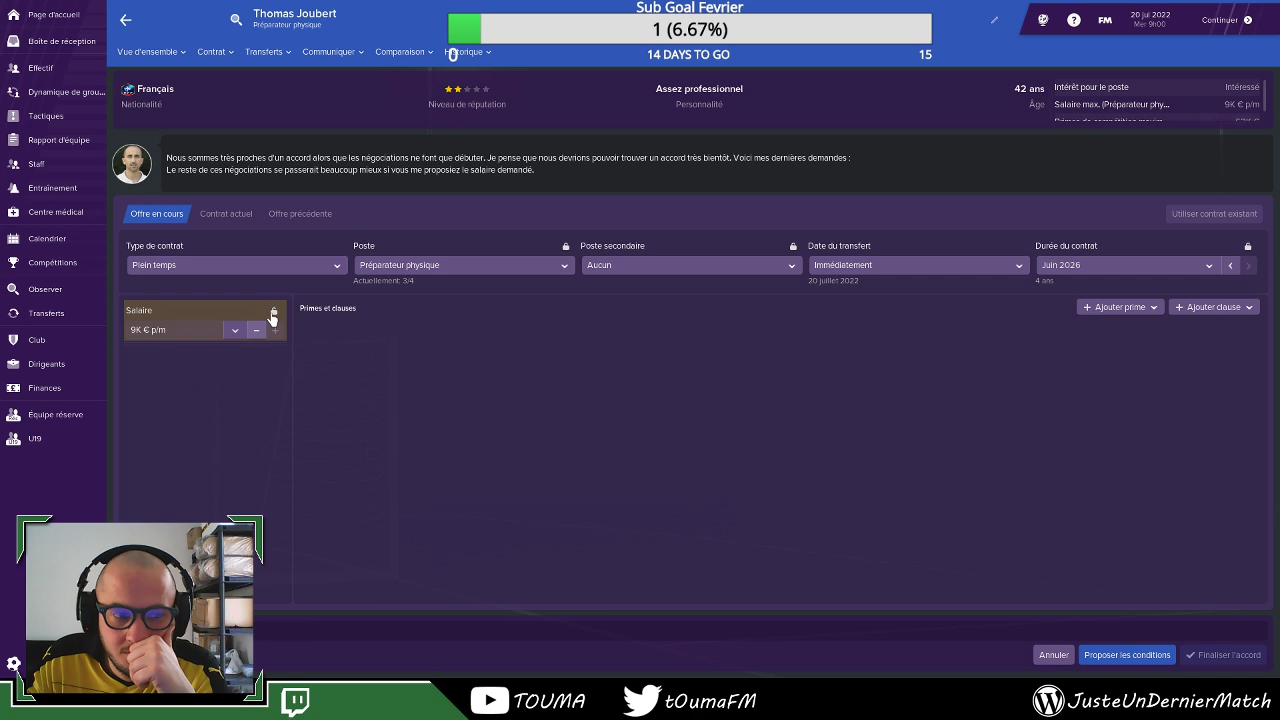 Sub Goal Fevrier
1 (6.67%)
0
14 DAYS TO GO
15
Thomas Joubert
Préparateur physique
20 jul 2022
Mer 9h00
Continuer
Vue d'ensemble
Contrat
Transferts
Communiquer
Comparaison
Historique
Page d'accueil
Boîte de réception
Effectif
Dynamique de grou...
Tactiques
Rapport d'équipe
Staff
Entraînement
Centre médical
Calendrier
Compétitions
Observer
Transferts
Club
Dirigeants
Finances
Équipe réserve
U19
Français
Nationalité
Niveau de réputation
Assez professionnel
Personnalité
42 ans
Âge
Intérêt pour le poste
Intéressé
Salaire max. (Préparateur phy...
9K € p/m
Nous sommes très proches d'un accord alors que les négociations ne font que débuter. Je pense que nous devrions pouvoir trouver un accord très bientôt. Voici mes dernières demandes :
Le reste de ces négociations se passerait beaucoup mieux si vous me proposiez le salaire demandé.
Offre en cours
Contrat actuel
Offre précédente
Utiliser contrat existant
Type de contrat
Plein temps
Poste
Préparateur physique
Actuellement: 3/4
Poste secondaire
Aucun
Date du transfert
Immédiatement
20 juillet 2022
Durée du contrat
Juin 2026
4 ans
Salaire
9K € p/m
Primes et clauses
Ajouter prime
Ajouter clause
Annuler
Proposer les conditions
Finaliser l'accord
TOUMA
tOumaFM
JusteUnDernierMatch